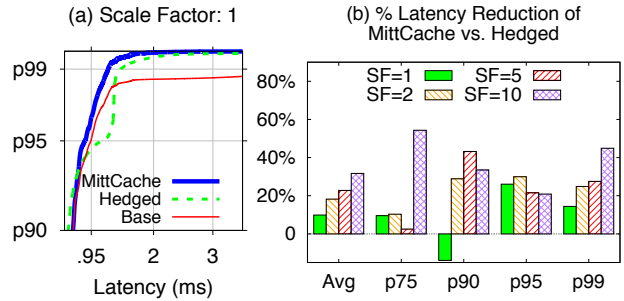 (a) Scale Factor: 1
p99
p95
p90
MittCache
Hedged
Base
.95 2 3
Latency (ms)
(b) % Latency Reduction of
MittCache vs. Hedged
80%
60%
40%
20%
0
SF=1 SF=5
SF=2 SF=10
Avg p75 p90 p95 p99